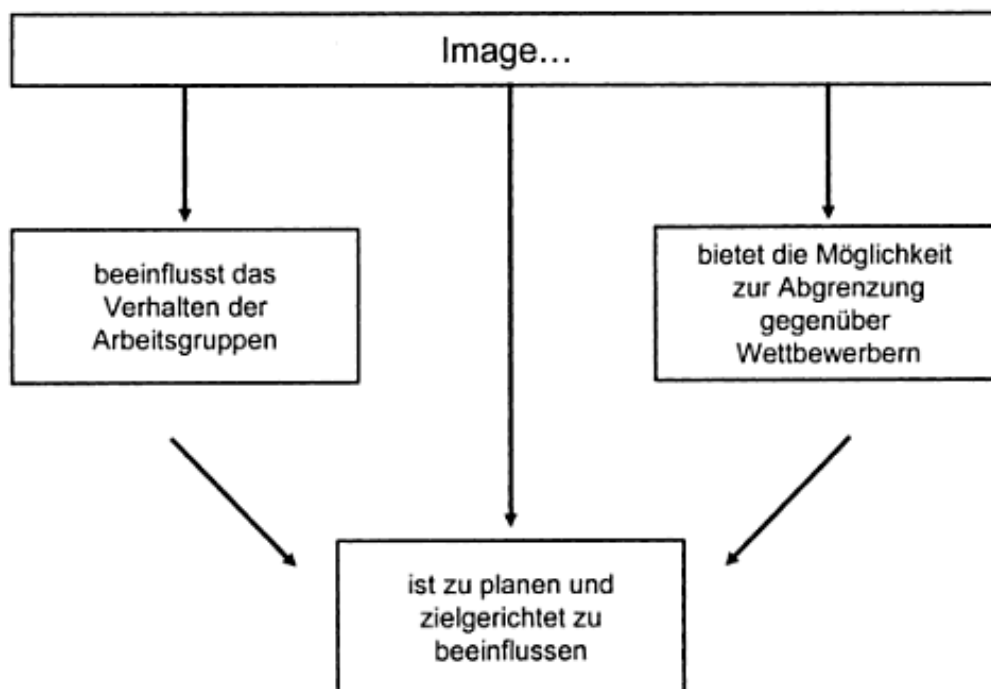 Image...
beeinflusst das
Verhalten der
Arbeitsgruppen
bietet die Möglichkeit
zur Abgrenzung
gegenüber
Wettbewerbern
ist zu planen und
zielgerichtet zu
beeinflussen